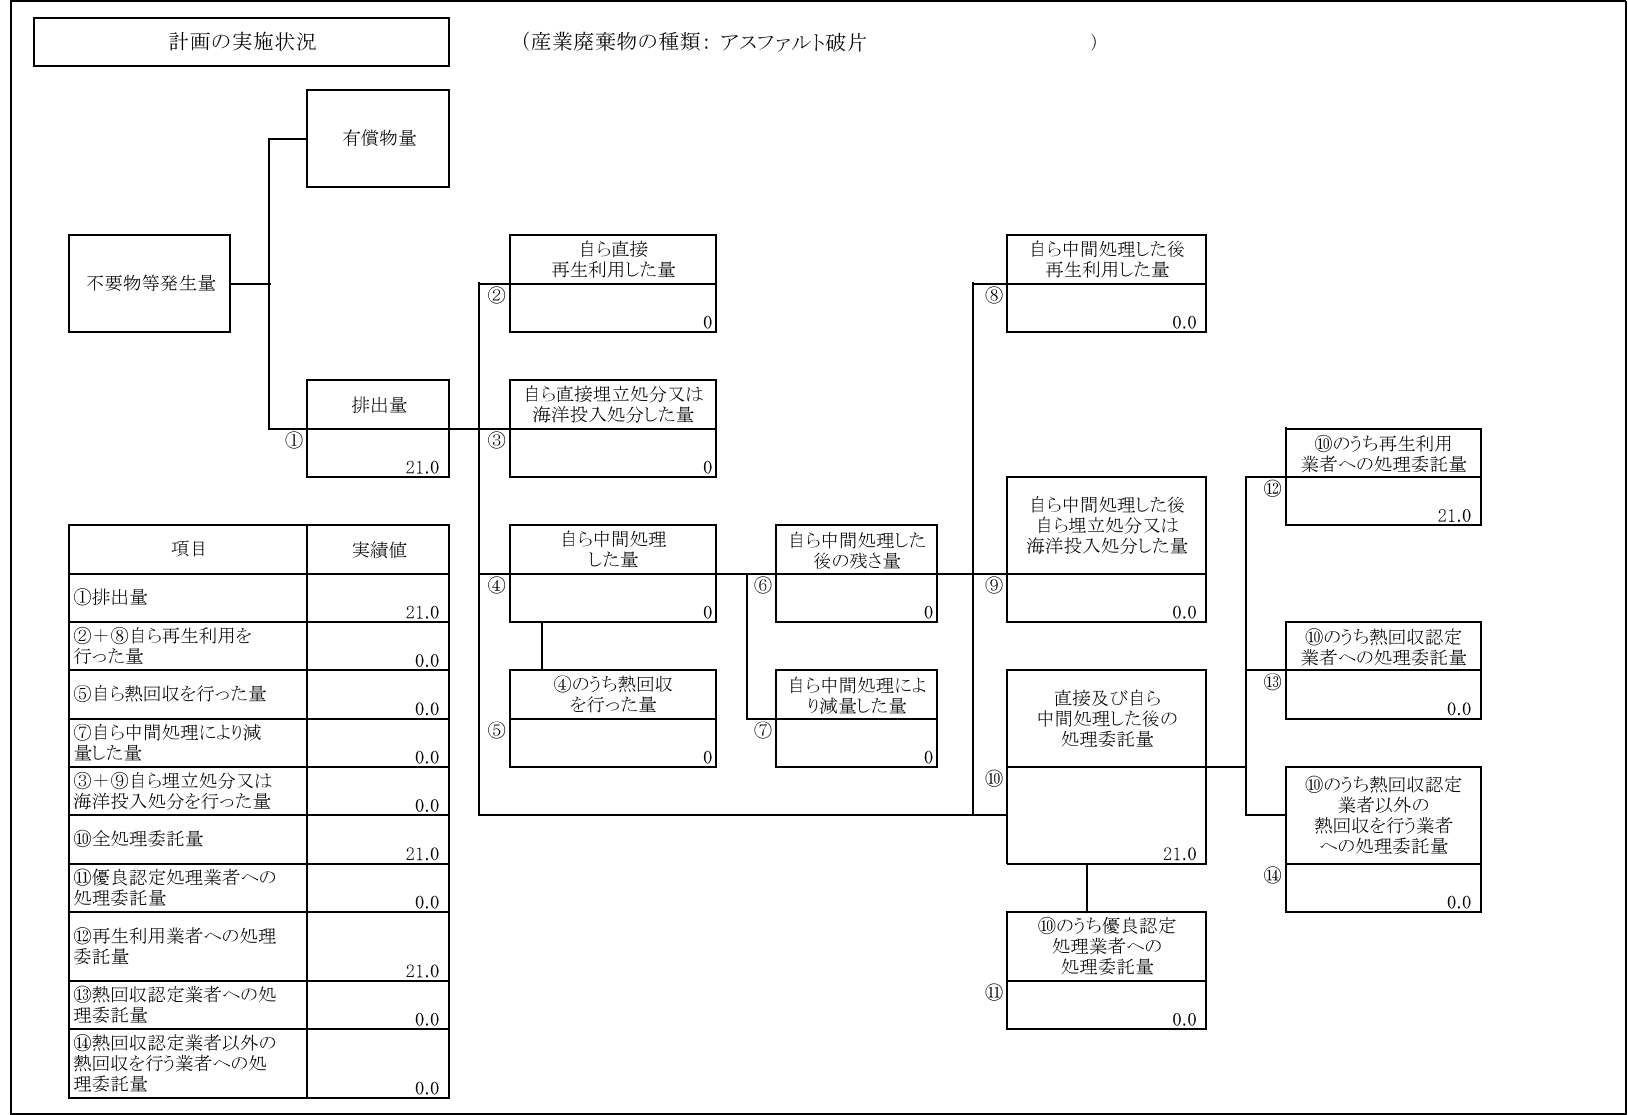 計画の実施状況
（産業廃棄物の種類： アスファルト破片 ）
有償物量
不要物等発生量
自ら直接
再生利用した量
②
0
自ら中間処理した後
再生利用した量
⑧
0.0
排出量
①
21.0
自ら直接埋立処分又は
海洋投入処分した量
③
0
⑩のうち再生利用
業者への処理委託量
⑫
21.0
自ら中間処理
した量
④
0
自ら中間処理した
後の残さ量
⑥
0
自ら中間処理した後
自ら埋立処分又は
海洋投入処分した量
⑨
0.0
⑩のうち熱回収認定
業者への処理委託量
⑬
0.0
④のうち熱回収
を行った量
⑤
0
自ら中間処理によ
り減量した量
⑦
0
直接及び自ら
中間処理した後の
処理委託量
⑩
21.0
⑩のうち熱回収認定
業者以外の
熱回収を行う業者
への処理委託量
⑭
0.0
⑩のうち優良認定
処理業者への
処理委託量
⑪
0.0
項目 実績値
①排出量
21.0
②＋⑧自ら再生利用を
行った量
0.0
⑤自ら熱回収を行った量
0.0
⑦自ら中間処理により減
量した量
0.0
③＋⑨自ら埋立処分又は
海洋投入処分を行った量
0.0
⑩全処理委託量
21.0
⑪優良認定処理業者への
処理委託量
0.0
⑫再生利用業者への処理
委託量
21.0
⑬熱回収認定業者への処
理委託量
0.0
⑭熱回収認定業者以外の
熱回収を行う業者への処
理委託量
0.0